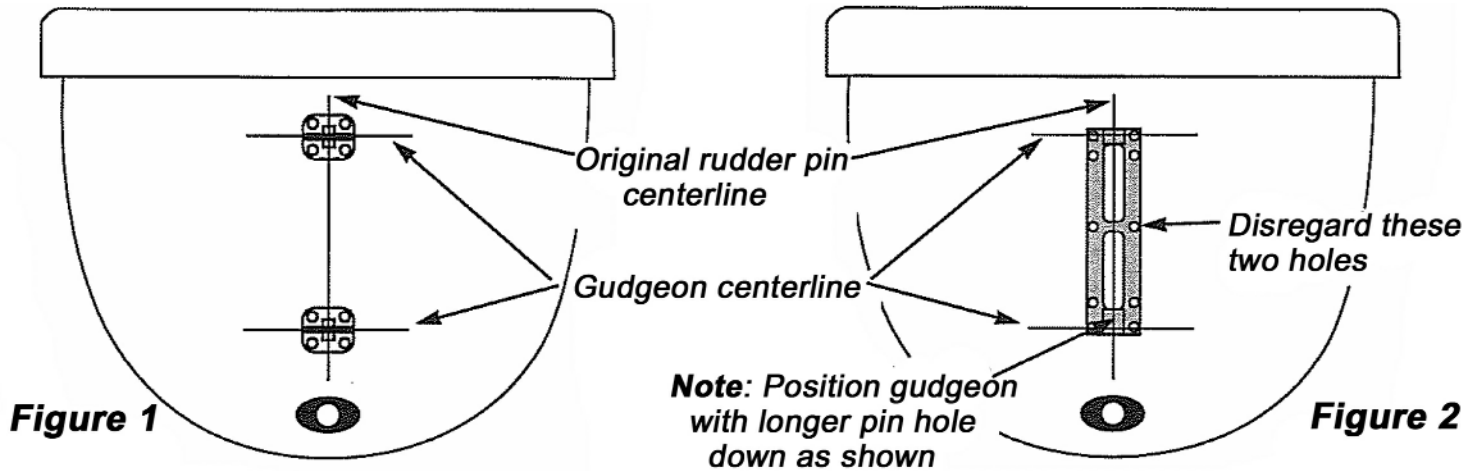 Original rudder pin
centerline
Disregard these
two holes
Gudgeon centerline
Note: Position gudgeon
with longer pin hole
down as shown
Figure 1
Figure 2